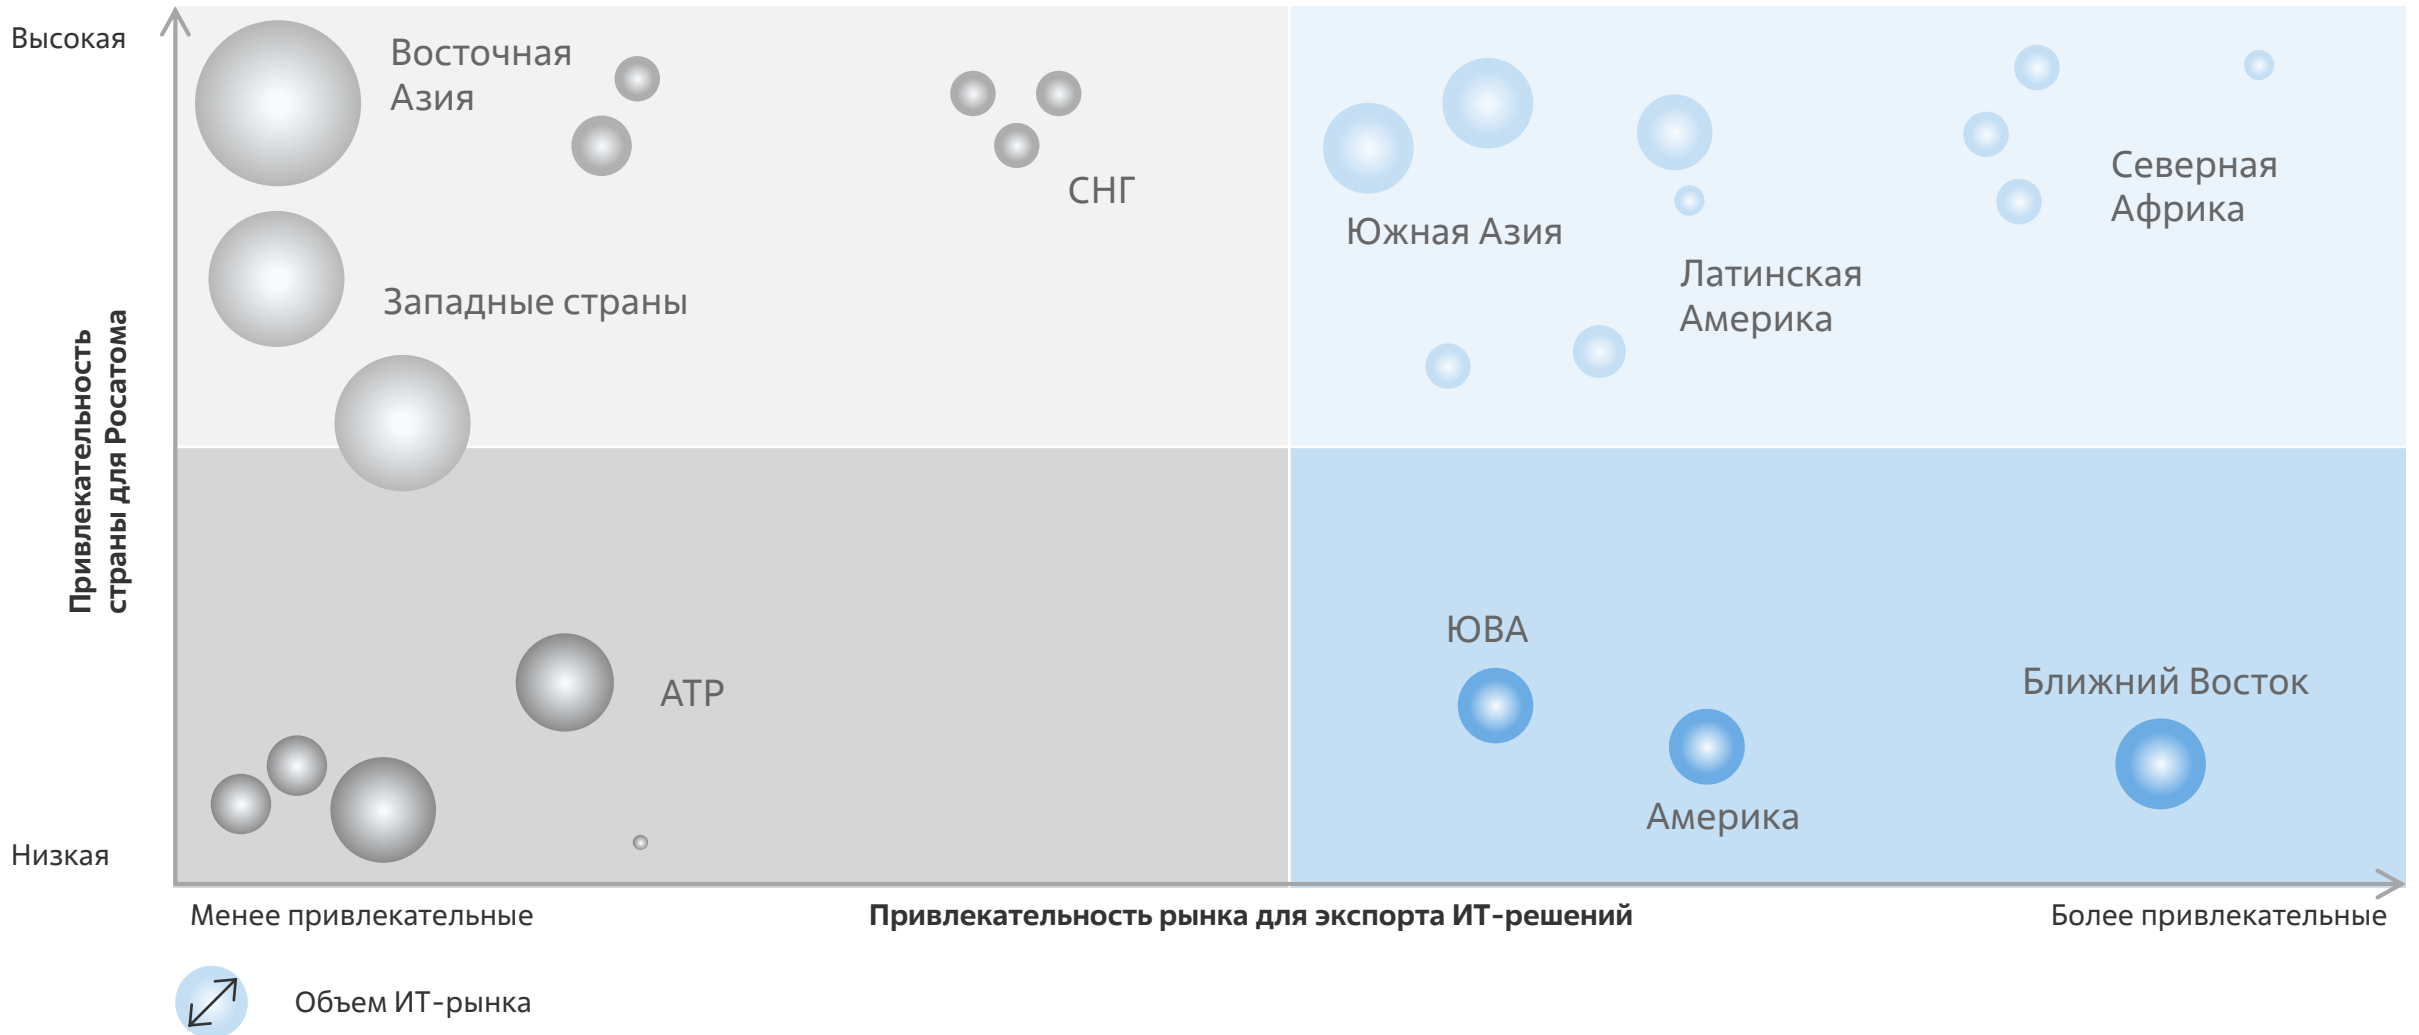 Высокая
Восточная
Азия
СНГ
Южная Азия
Северная
Африка
Западные страны
Латинская
Америка
Привлекательность
страны для Росатома
ЮВА
АТР
Ближний Восток
Америка
Низкая
Менее привлекательные
Привлекательность рынка для экспорта ИТ-решений
Более привлекательные
Объем ИТ-рынка